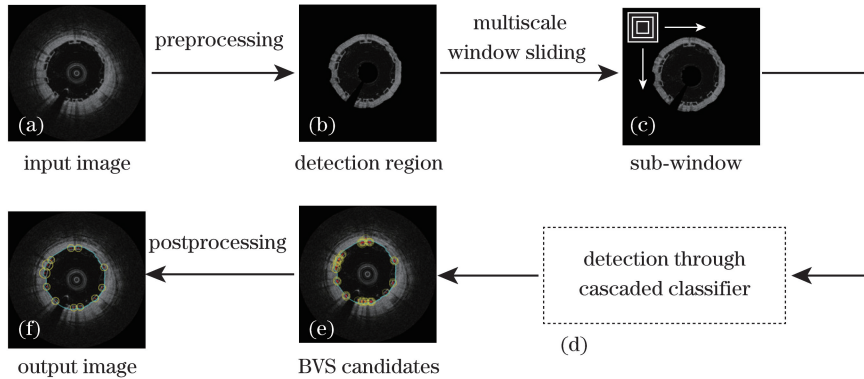 preprocessing
multiscale
window sliding
(a)
(b)
(c)
input image
detection region
sub-window
postprocessing
detection through
cascaded classifier
(f)
(e)
(d)
output image
BVS candidates